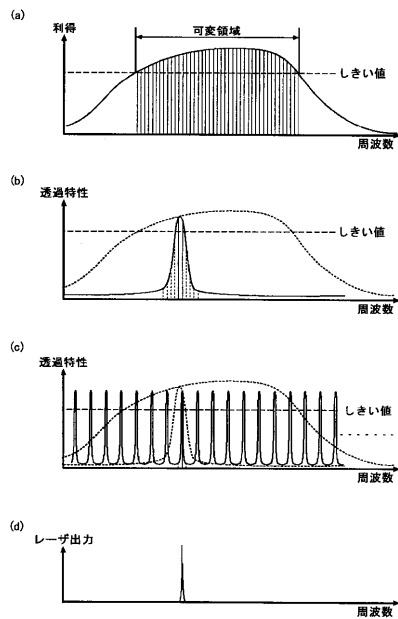 (a)
利得
可変領域
しきい値
周波数
(b)
透過特性
しきい値
周波数
(c)
透過特性
しきい値
周波数
(d)
レーザ出力
周波数